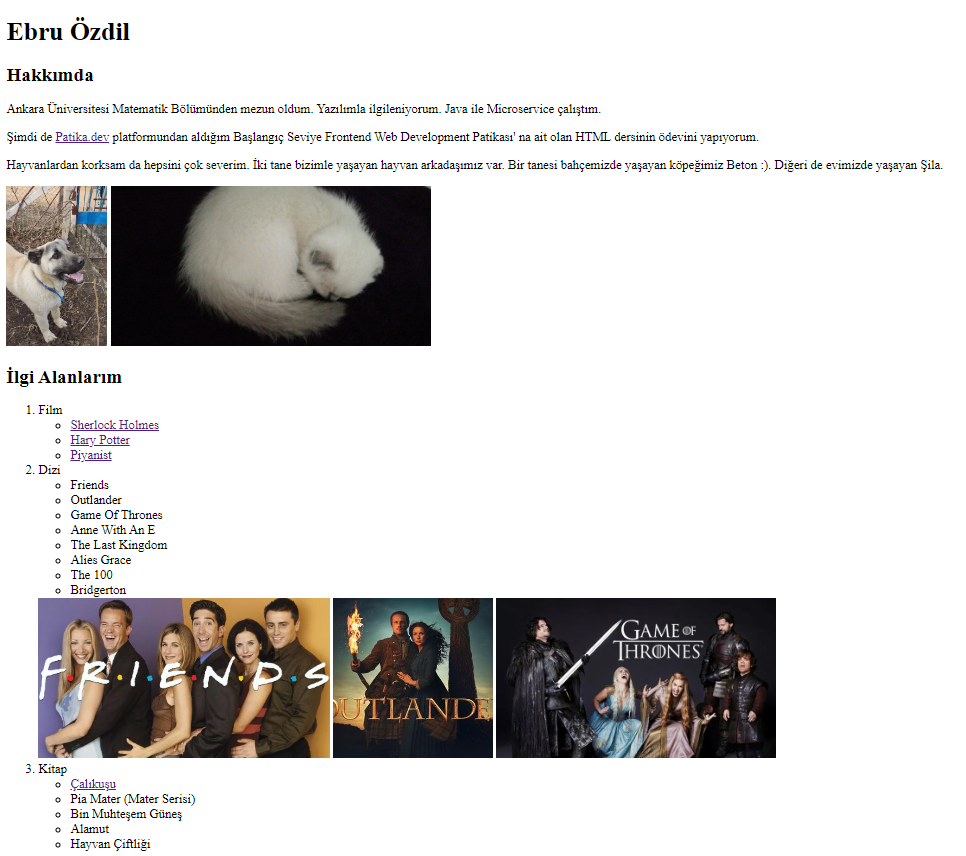 Ebru Özdil
Hakkımda
Ankara Üniversitesi Matematik Bölümünden mezun oldum. Yazılımla ilgileniyorum. Java ile Microservice çalıştım.
Şimdi de Patika.dev platformundan aldığım Başlangıç Seviye Frontend Web Development Patikası' na ait olan HTML dersinin ödevini yapıyorum.
Hayvanlardan korksam da hepsini çok severim. İki tane bizimle yaşayan hayvan arkadaşımız var. Bir tanesi bahçemizde yaşayan köpeğimiz Beton :). Diğeri de evimizde yaşayan Şila.
İlgi Alanlarım
1. Film
Sherlock Holmes
Hary Potter
Piyanist
2. Dizi
Friends
Outlander
Game Of Thrones
Anne With An E
The Last Kingdom
Alies Grace
The 100
Bridgerton
F.R.I.E.N.D.S
OUTLANDE
GAME OF
THRONES
3. Kitap
Çalıkuşu
Pia Mater (Mater Serisi)
Bin Muhteşem Güneş
Alamut
Hayvan Çiftliği